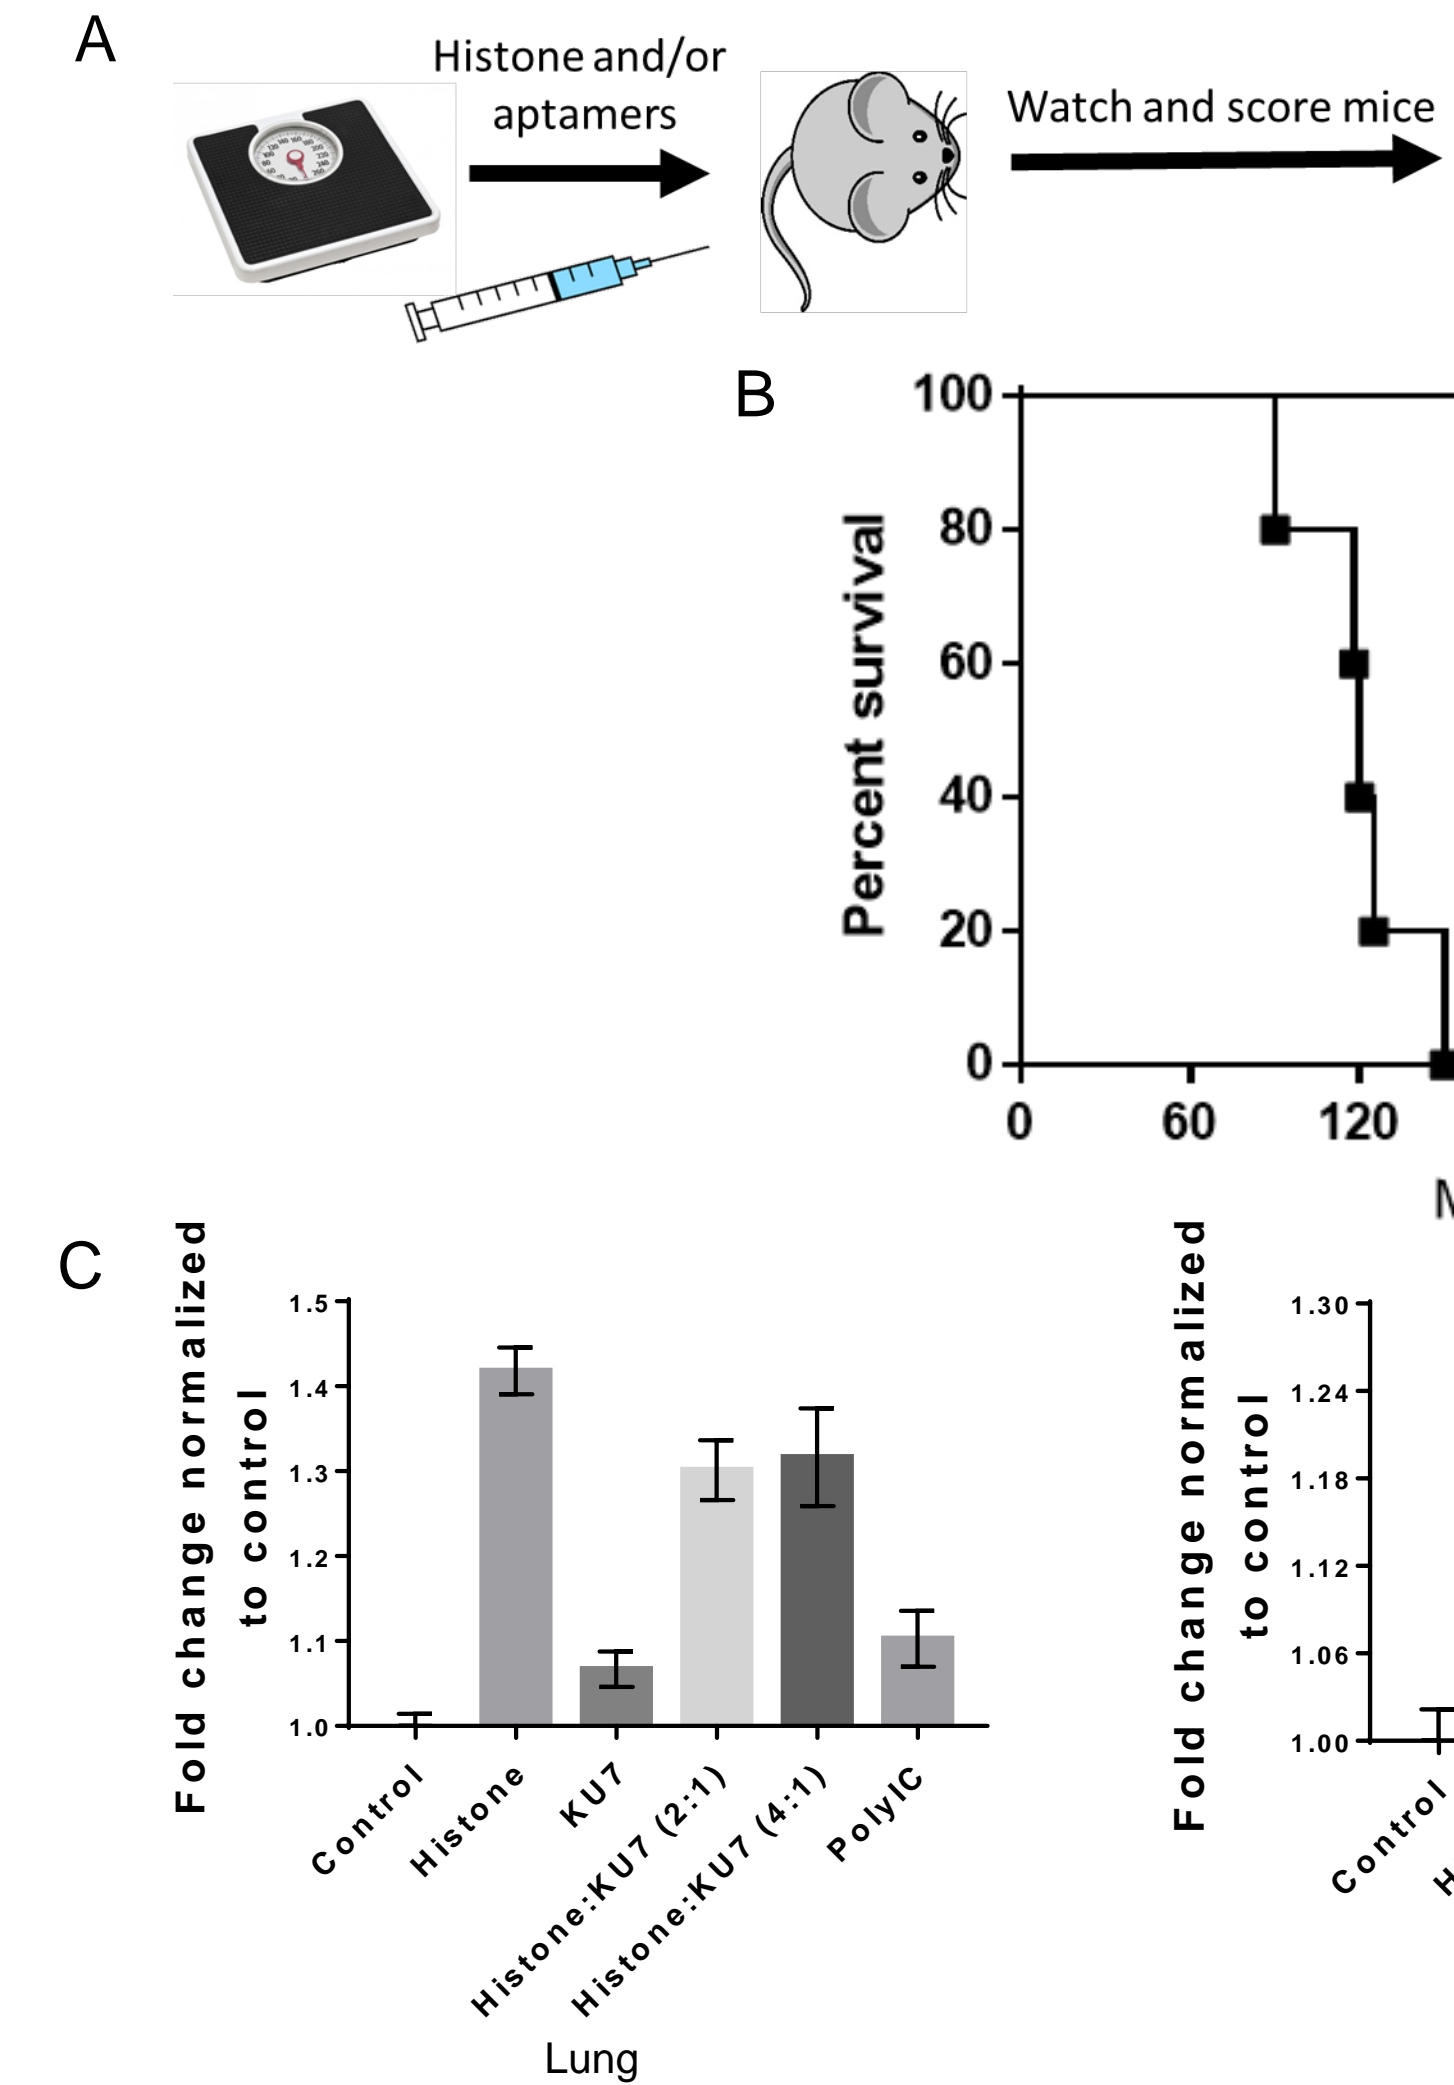 A
Histone and/or
aptamers
Watch and score mice
B
100
80
60
40
20
0
Percent survival
0 60 120
C
Fold change normalized
to control
1.5
1.4
1.3
1.2
1.1
1.0
Control
Histone
KU7
Histone:KU7 (2:1)
Histone:KU7 (4:1)
PolyIC
Lung
Fold change normalized
to control
1.30
1.24
1.18
1.12
1.06
1.00
Control